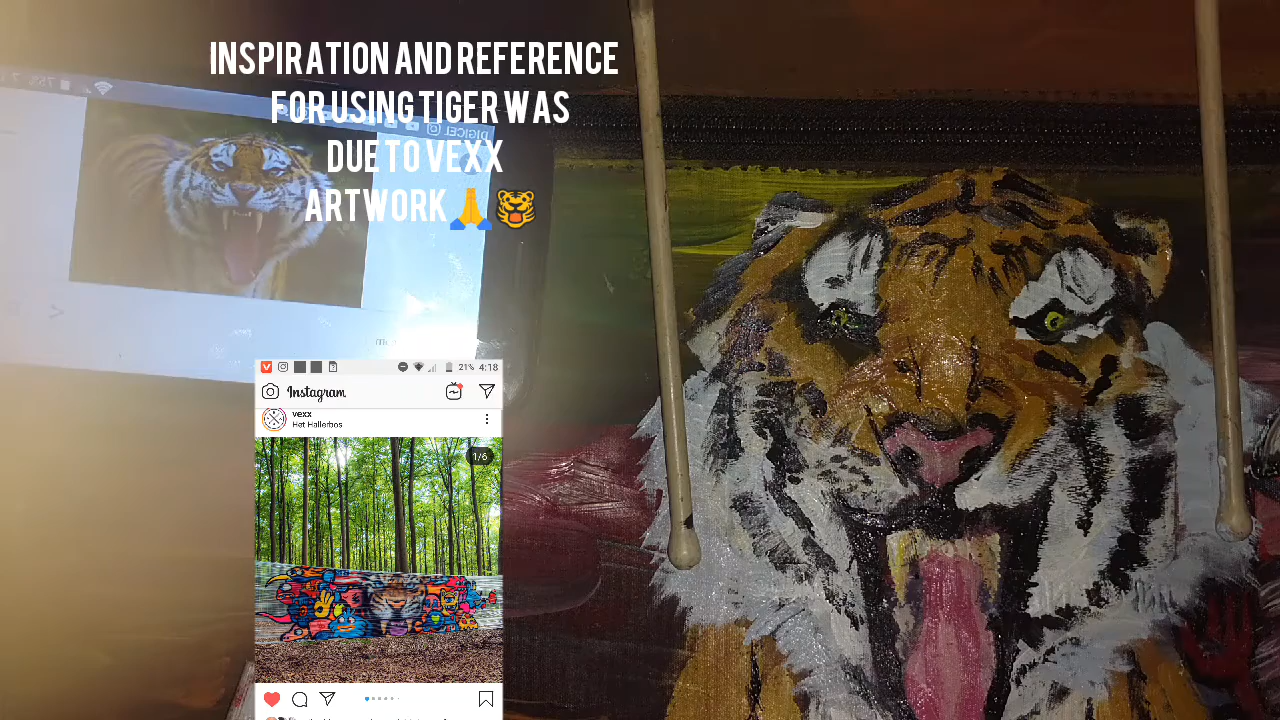 INSPIRATION AND REFERENCE
FOR USING TIGER WAS
DUE TO VEXX
ARTWORK 🙏🐯
DIGICEL
21% 4:18
Instagram
vexx
Het Hallerbos
1/6